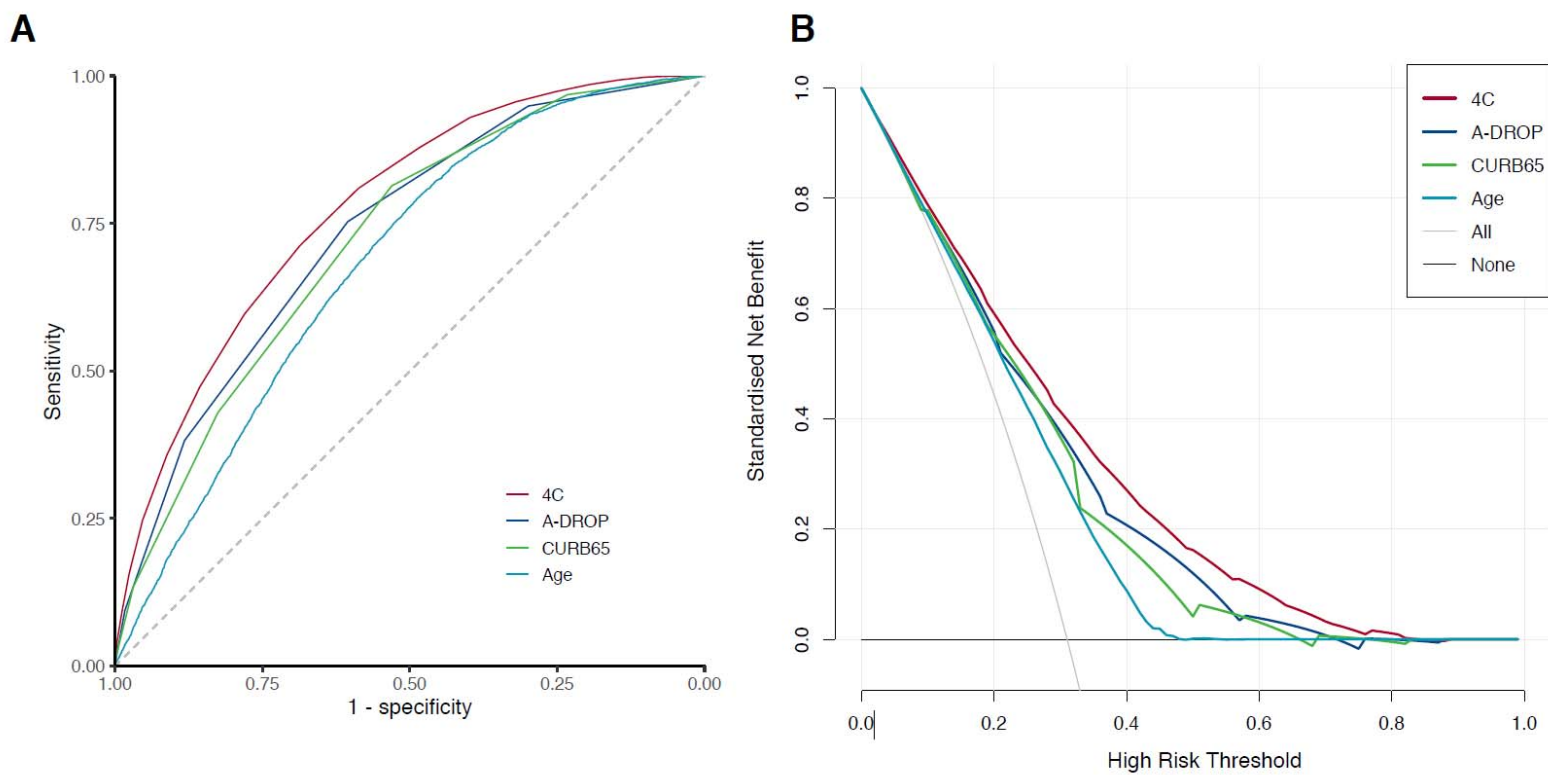 A
1.00
0.75
0.50
0.25
0.00
Sensitivity
1.00 0.75 0.50 0.25 0.00
1 - specificity
4C
A-DROP
CURB65
Age
B
1.0
0.8
0.6
0.4
0.2
0.0
Standardised Net Benefit
0.0 0.2 0.4 0.6 0.8 1.0
High Risk Threshold
4C
A-DROP
CURB65
Age
All
None